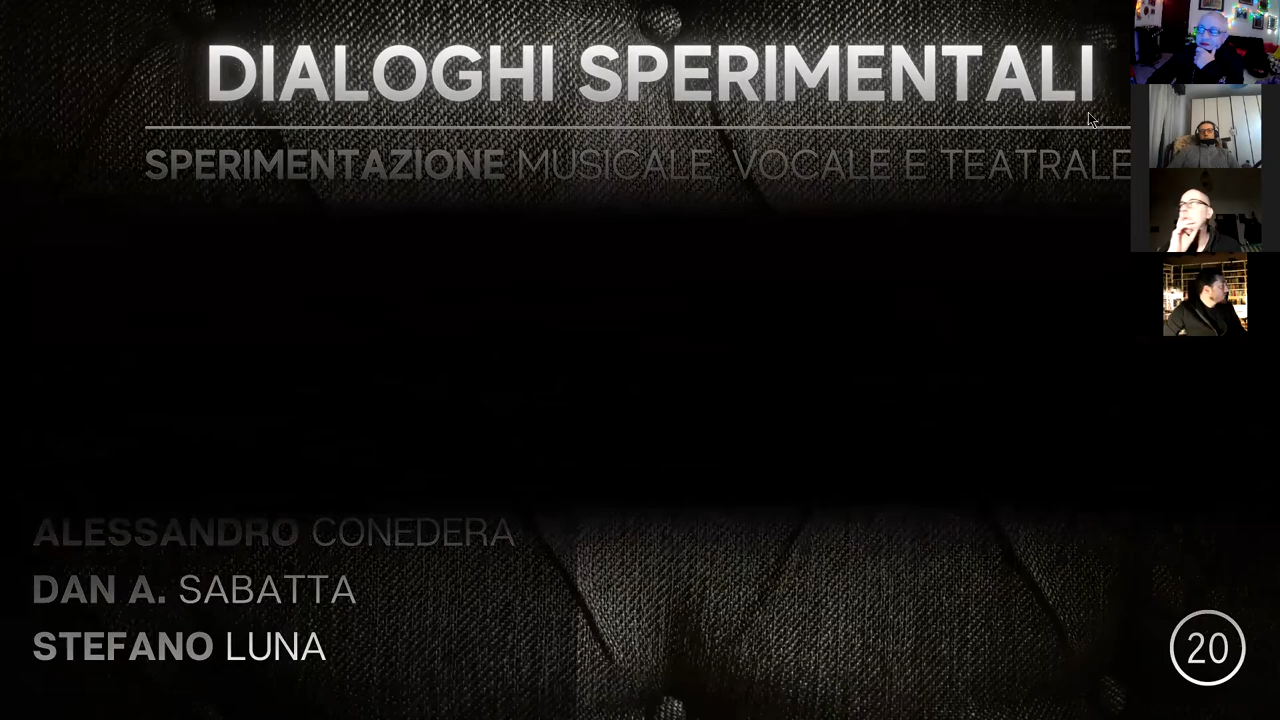 DIALOGHI SPERIMENTALI
SPERIMENTAZIONE MUSICALE, VOCALE E TEATRALE
ALESSANDRO CONEDERA
DAN A. SABATTA
STEFANO LUNA
20